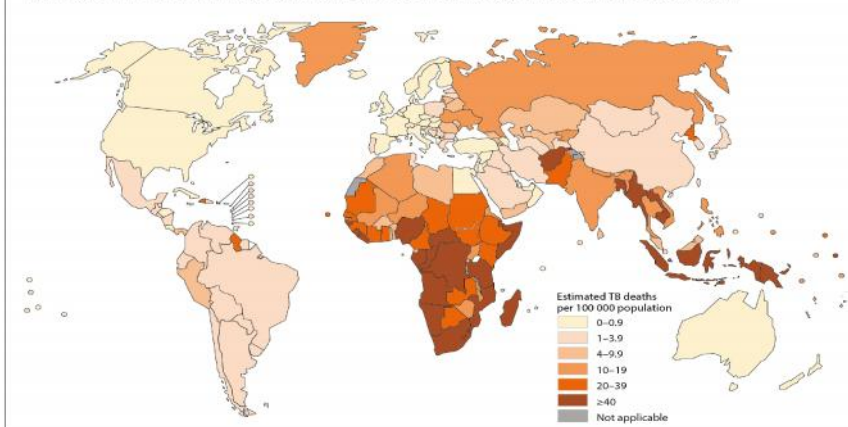 Estimated TB deaths
per 100 000 population
0–0.9
1–3.9
4–9.9
10–19
20–39
≥40
Not applicable